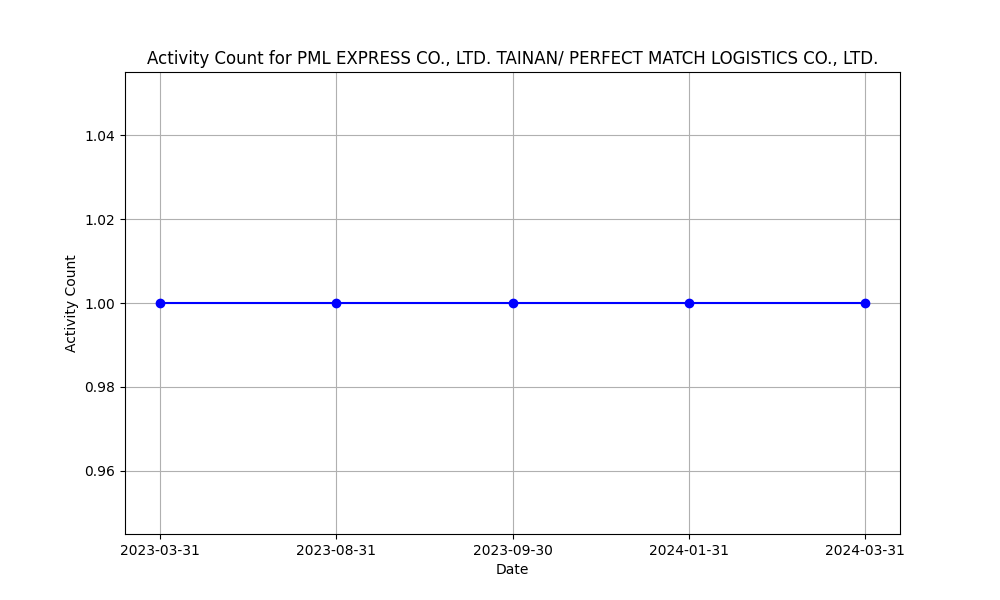 Activity Count for PML EXPRESS CO., LTD. TAINAN/ PERFECT MATCH LOGISTICS CO., LTD.
1.04
1.02
1.00
0.98
0.96
Activity Count
2023-03-31 2023-08-31 2023-09-30 2024-01-31 2024-03-31
Date